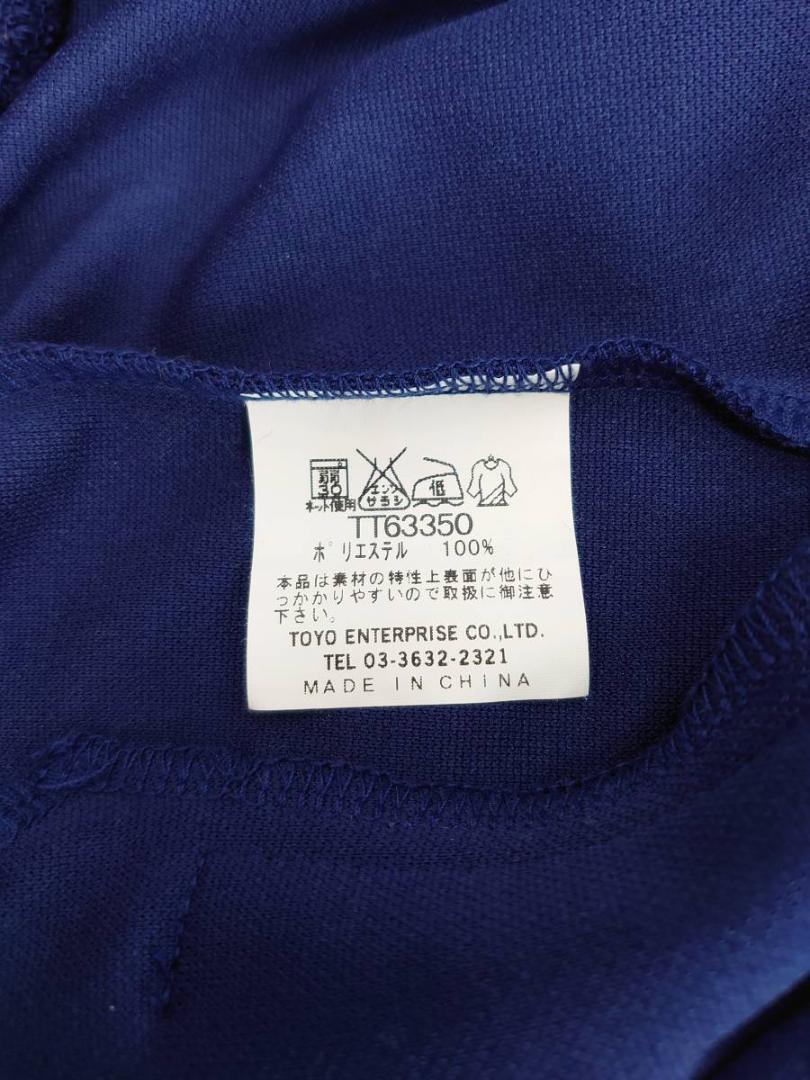 弱 30 エンソ サラシ 低
ネット使用
TT63350
ポリエステル 100%
本品は素材の特性上表面が他にひ
っかかりやすいので取扱に御注意
下さい。
TOYO ENTERPRISE CO.,LTD.
TEL 03-3632-2321
MADE IN CHiNA